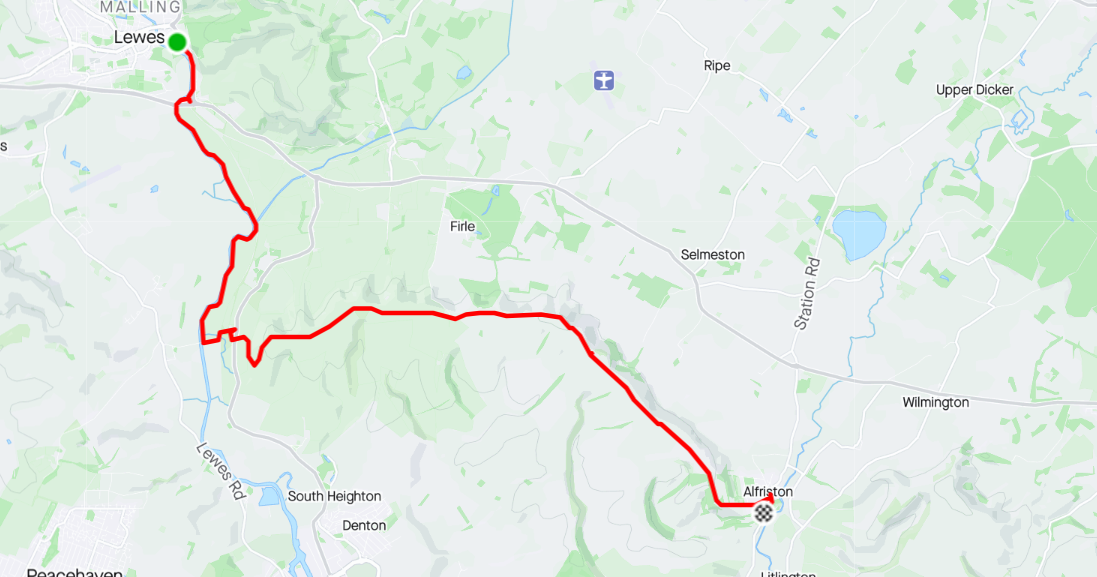 MALLING
Lewes
Ripe
Upper Dicker
s
Firle
Selmeston
Station Rd
Wilmington
Lewes Rd
Alfriston
South Heighton
Denton
Peacehaven
Litlington